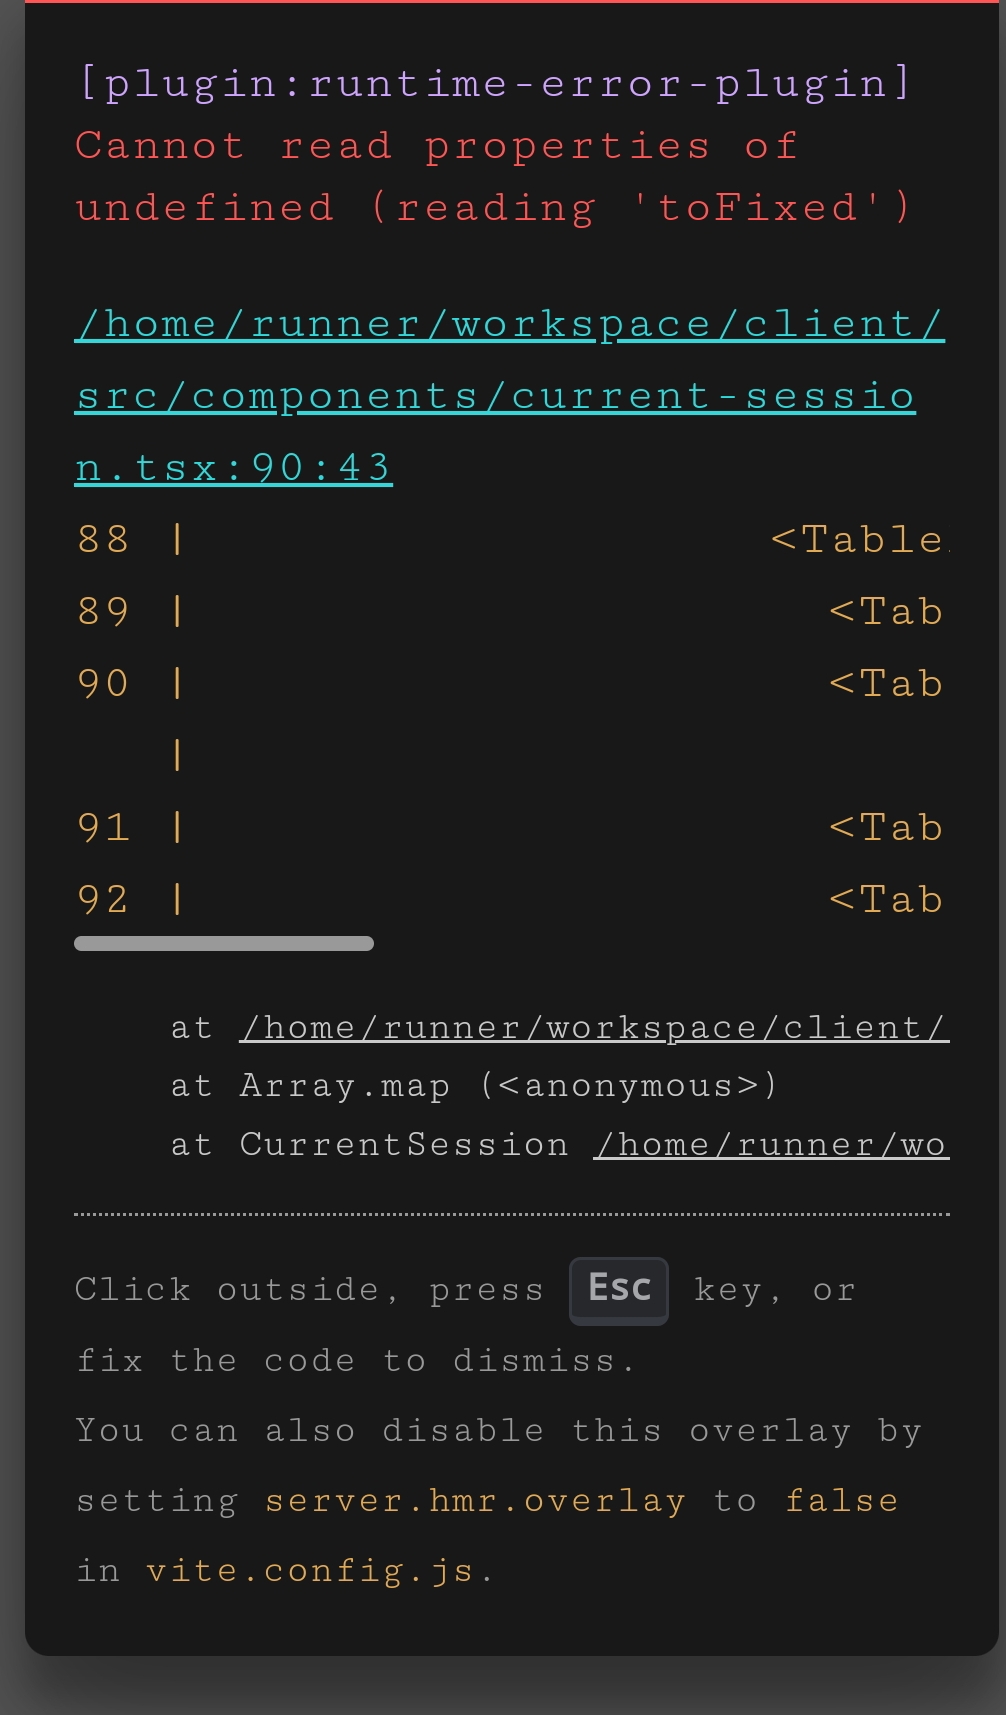 [plugin:runtime-error-plugin]
Cannot read properties of
undefined (reading 'toFixed')
/home/runner/workspace/client/
src/components/current-sessio
n.tsx:90:43
88 | <Table
89 | <Tab
90 | <Tab
|
91 | <Tab
92 | <Tab
at /home/runner/workspace/client/
at Array.map (<anonymous>)
at CurrentSession /home/runner/wo
Click outside, press Esc key, or
fix the code to dismiss.
You can also disable this overlay by
setting server.hmr.overlay to false
in vite.config.js.